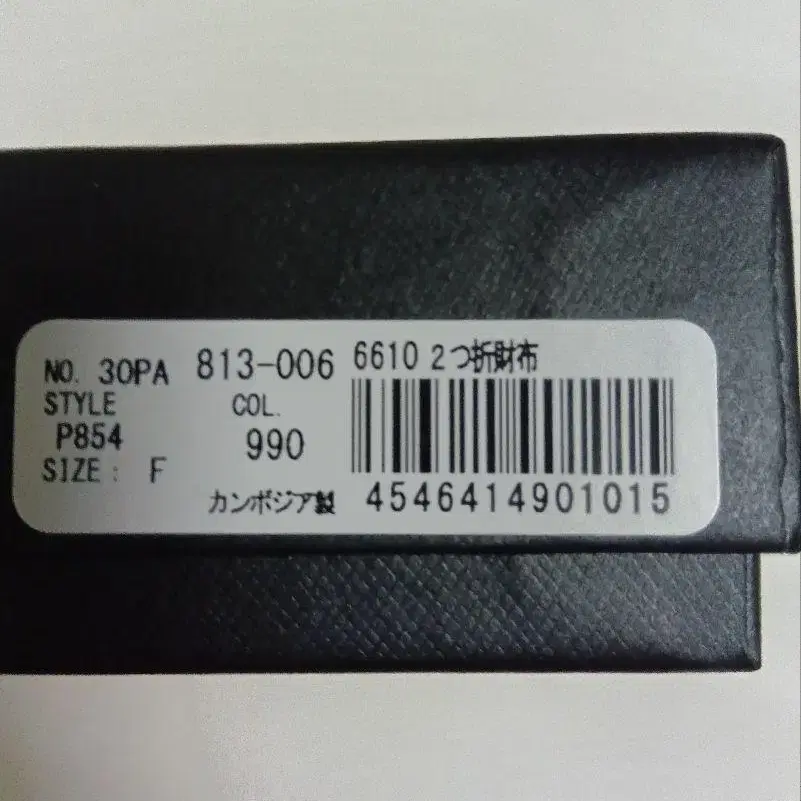 NO. 30PA 813-006 6610 2つ折財布
STYLE COL.
P854 990
SIZE: F
カンボジア製 4546414901015